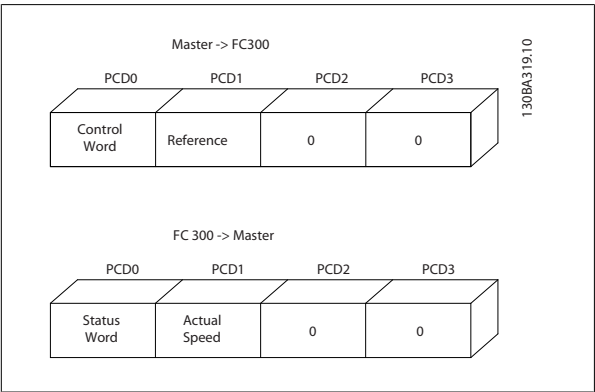 Master -> FC300
PCD0 PCD1 PCD2 PCD3
Control
Word
Reference
0
0
130BA319.10
FC 300 -> Master
PCD0 PCD1 PCD2 PCD3
Status
Word
Actual
Speed
0
0